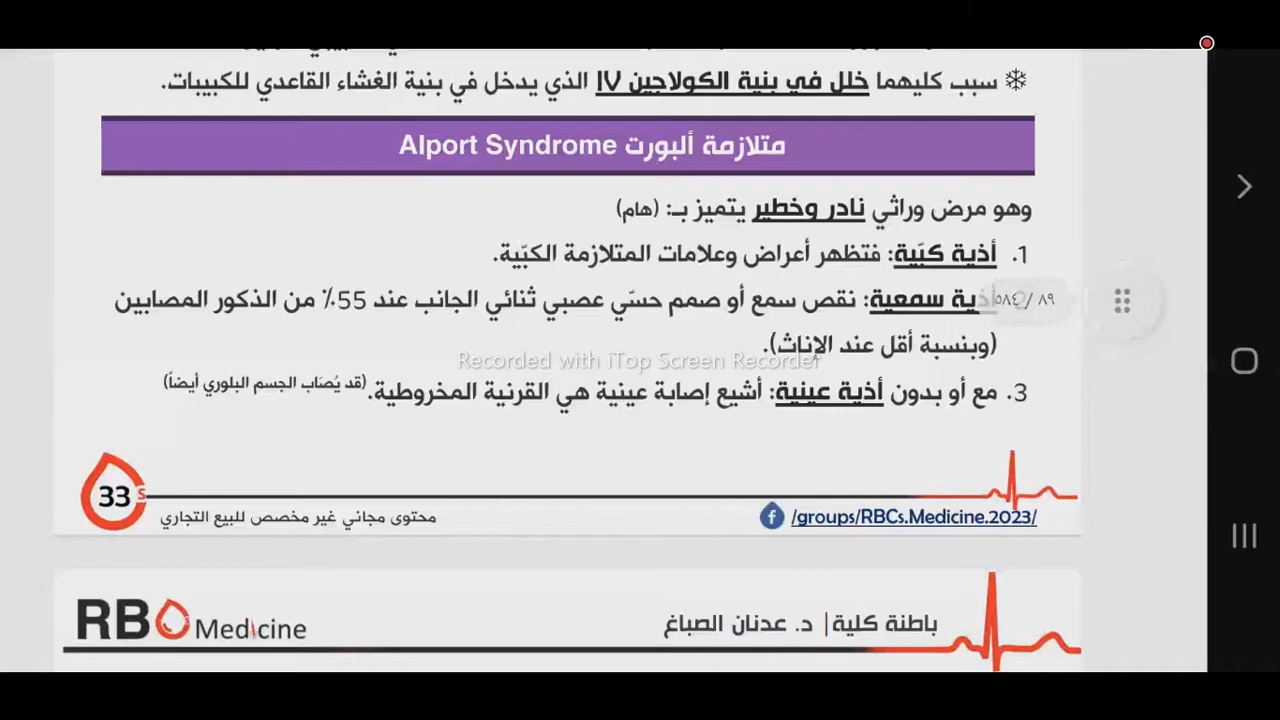 ❄ سبب كليهما خلل في بنية الكولاجين IV الذي يدخل في بنية الغشاء القاعدي للكبيبات.
متلازمة ألبورت Alport Syndrome
وهو مرض وراثي نادر وخطير يتميز بـ: (هام)
1. أذية كبّية: فتظهر أعراض وعلامات المتلازمة الكبّية.
أذية سمعية: نقص سمع أو صمم حسّي عصبي ثنائي الجانب عند 55٪ من الذكور المصابين
٨٩ / ٥٨٤
(وبنسبة أقل عند الإناث).
Recorded with iTop Screen Recorder
3. مع أو بدون أذية عينية: أشيع إصابة عينية هي القرنية المخروطية. (قد يُصاب الجسم البلوري أيضاً)
33
محتوى مجاني غير مخصص للبيع التجاري
/groups/RBCs.Medicine.2023/
RB Medicine
باطنة كلية | د. عدنان الصباغ